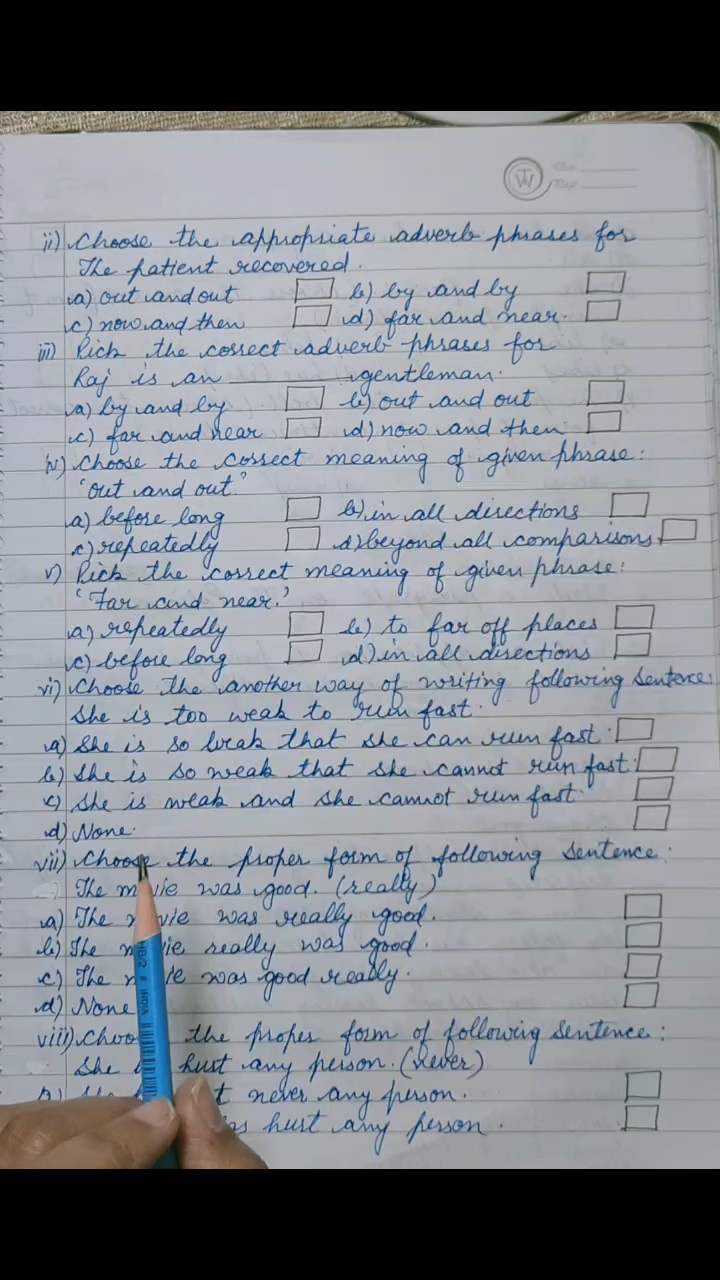 ii) Choose the appropriate adverb phrases for
The patient recovered.
a) out and out b) by and by
c) now and then d) far and near.
iii) Pick the correct adverb phrases for
Raj is an ________ gentleman.
a) by and by b) out and out
c) far and near d) now and then
iv) Choose the correct meaning of given phrase:
'out and out.'
a) before long b) in all directions
c) repeatedly d) beyond all comparisons
v) Pick the correct meaning of given phrase:
'Far and near.'
a) repeatedly b) to far off places
c) before long d) in all directions
vi) Choose the another way of writing following sentence:
She is too weak to run fast.
a) She is so weak that she can run fast.
b) She is so weak that she cannot run fast.
c) She is weak and she cannot run fast.
d) None.
vii) Choose the proper form of following sentence:
The movie was good. (really)
a) The movie was really good.
b) The movie really was good.
c) The movie was good really.
d) None
viii) Choose the proper form of following sentence:
She hurt any person. (never)
never any person.
hurt any person.
HB/2 # INDIA